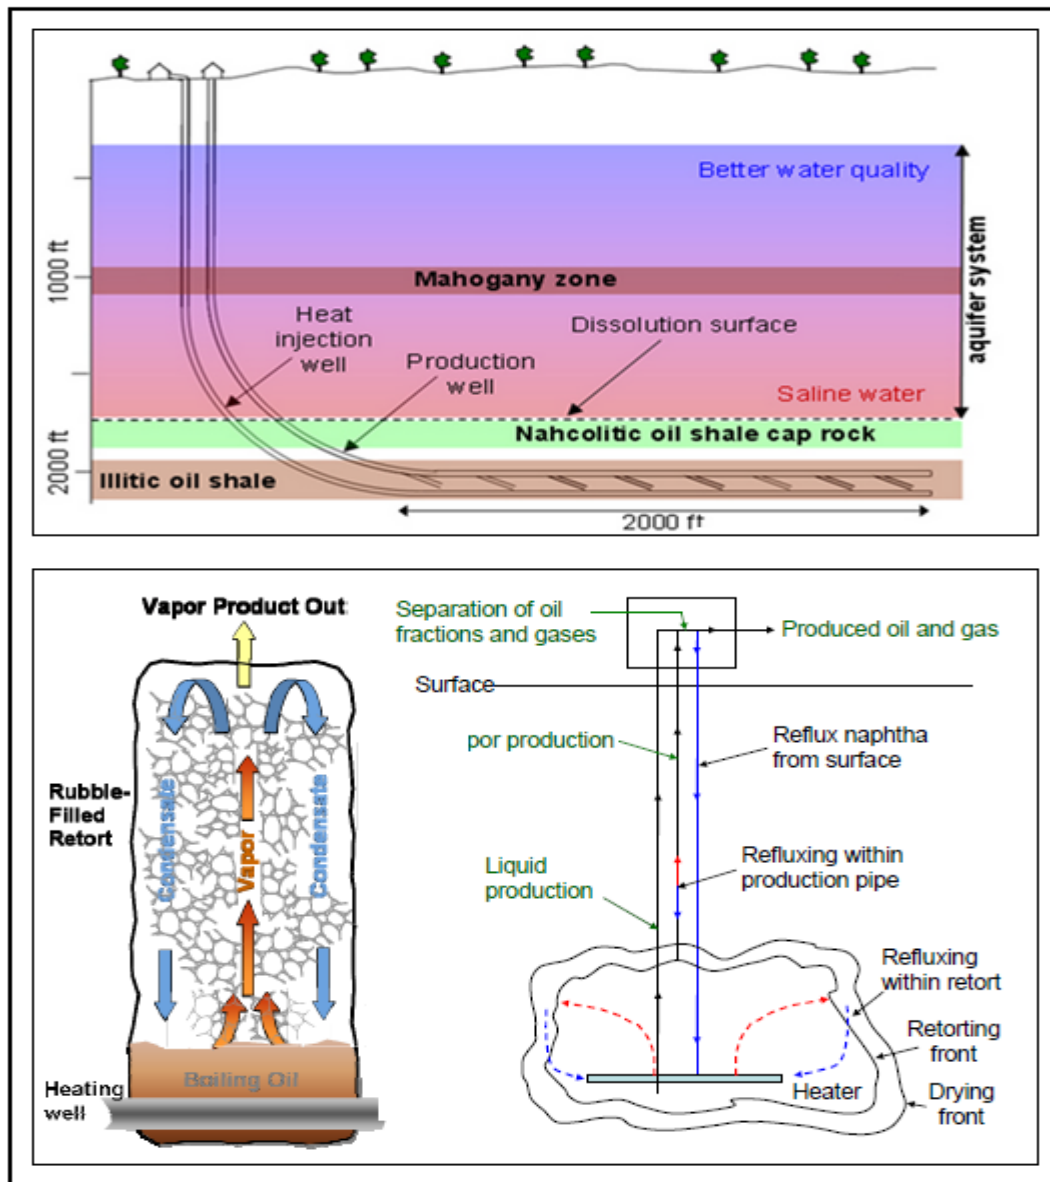 Better water quality
Mahogany zone
1000 ft
aquifer system
Heat
injection
well
Dissolution surface
Production
well
Saline water
Nahcolitic oil shale cap rock
2000 ft
Illitic oil shale
2000 ft
Vapor Product Out
Rubble-
Filled
Retort
Condensate
Vapor
Condensate
Boiling Oil
Heating
well
Separation of oil
fractions and gases
Produced oil and gas
Surface
por production
Reflux naphtha
from surface
Liquid
production
Refluxing within
production pipe
Refluxing
within retort
Retorting
front
Heater
Drying
front